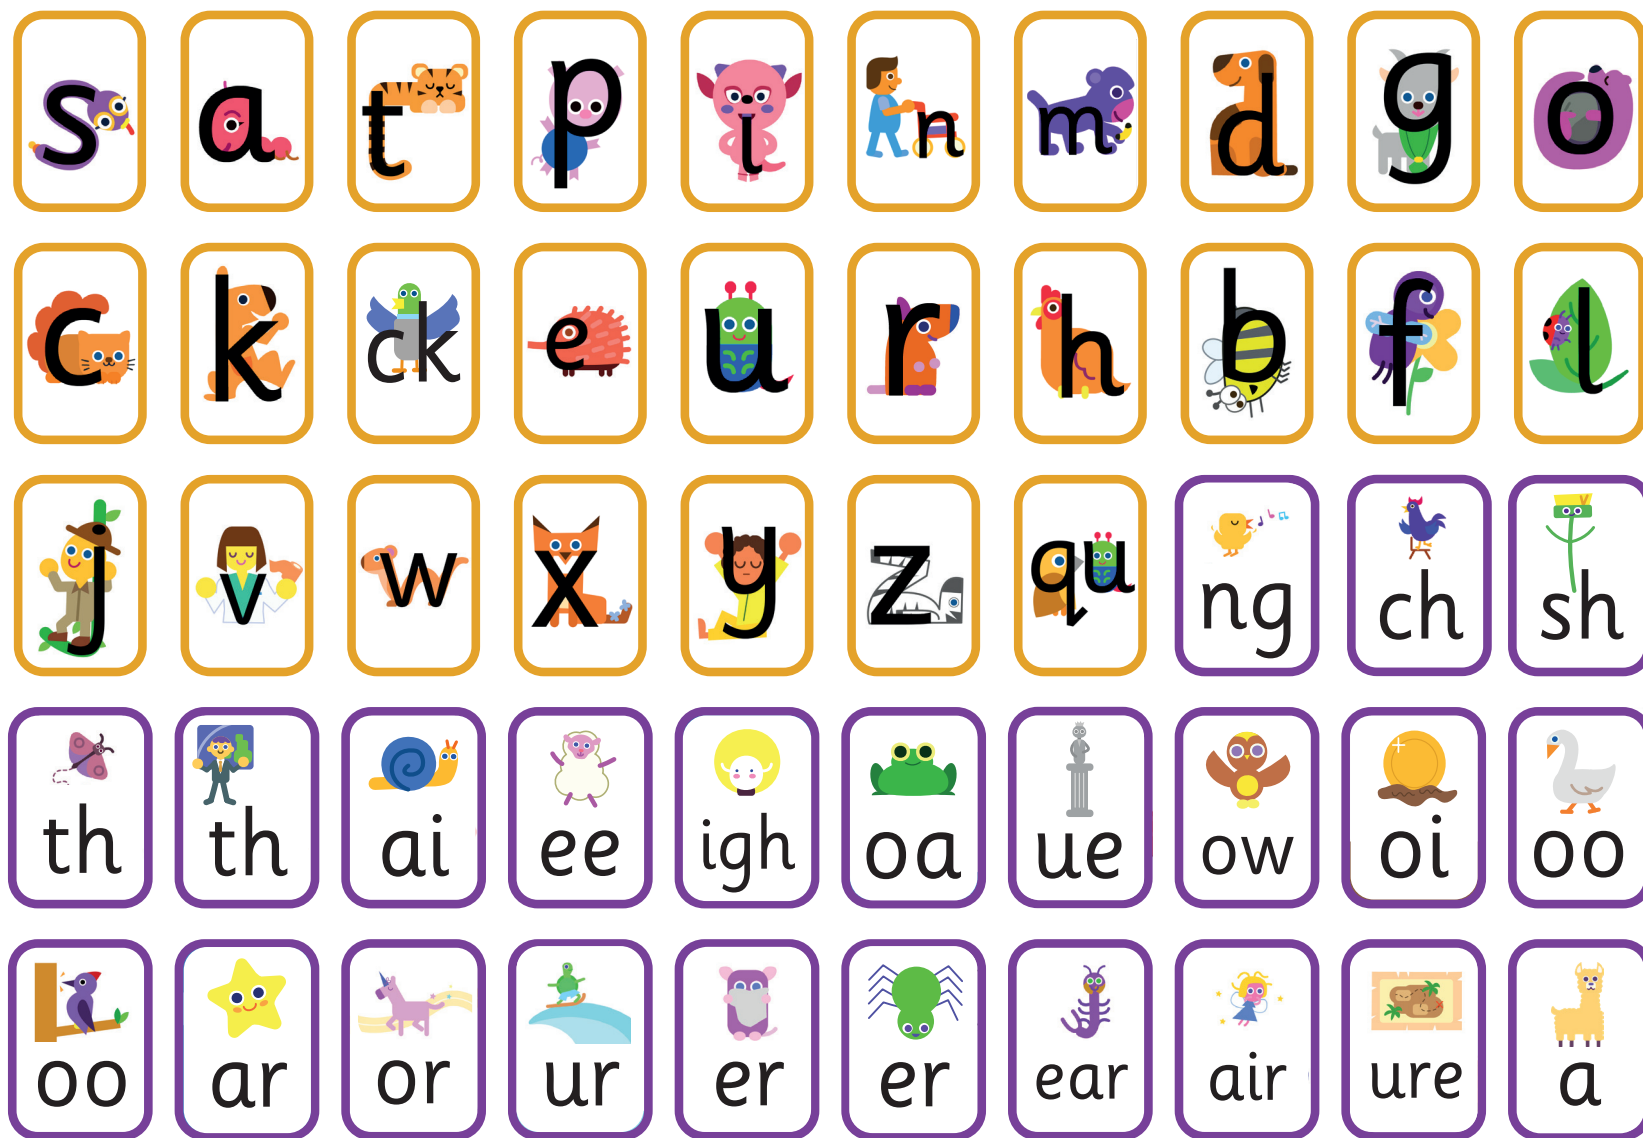 s a t p i n m d g o
c k ck e u r h b f l
j v w x y z qu ng ch sh
th th ai ee igh oa ue ow oi oo
oo ar or ur er er ear air ure a